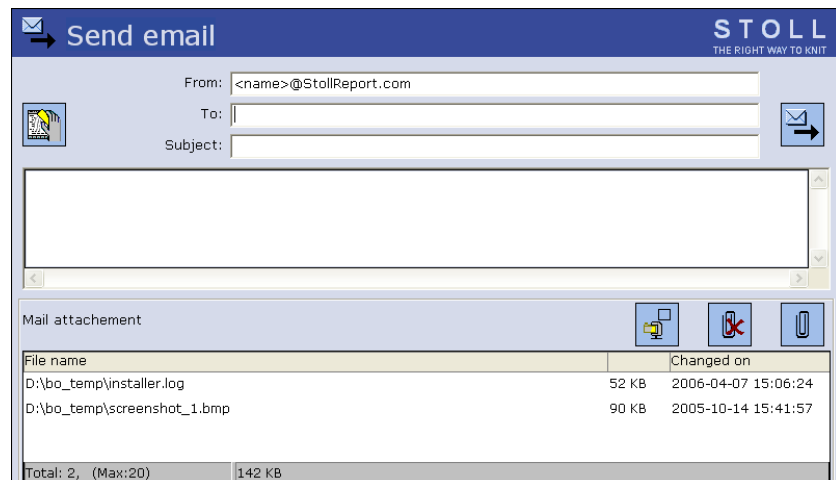 Send email
STOLL
THE RIGHT WAY TO KNIT
From: <name>@StollReport.com
To:
Subject:
Mail attachement
File name Changed on
D:\bo_temp\installer.log 52 KB 2006-04-07 15:06:24
D:\bo_temp\screenshot_1.bmp 90 KB 2005-10-14 15:41:57
Total: 2, (Max:20) 142 KB